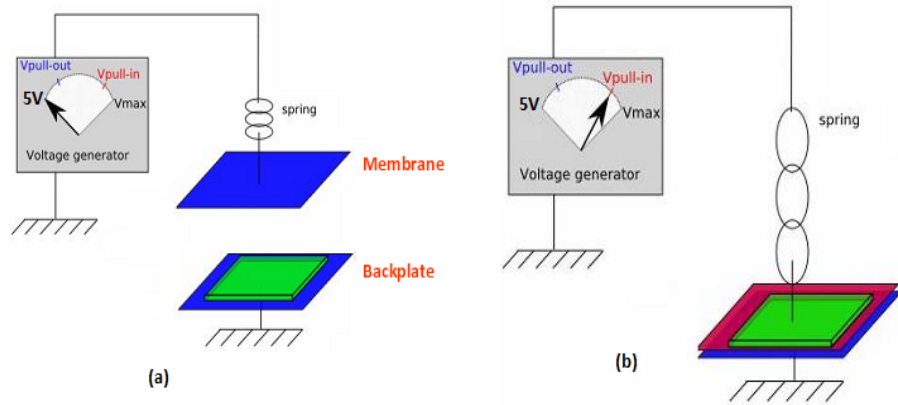 Vpull-out
Vpull-in
5V
Vmax
Voltage generator
spring
Membrane
Backplate
(a)
Vpull-out
Vpull-in
5V
Vmax
Voltage generator
spring
(b)